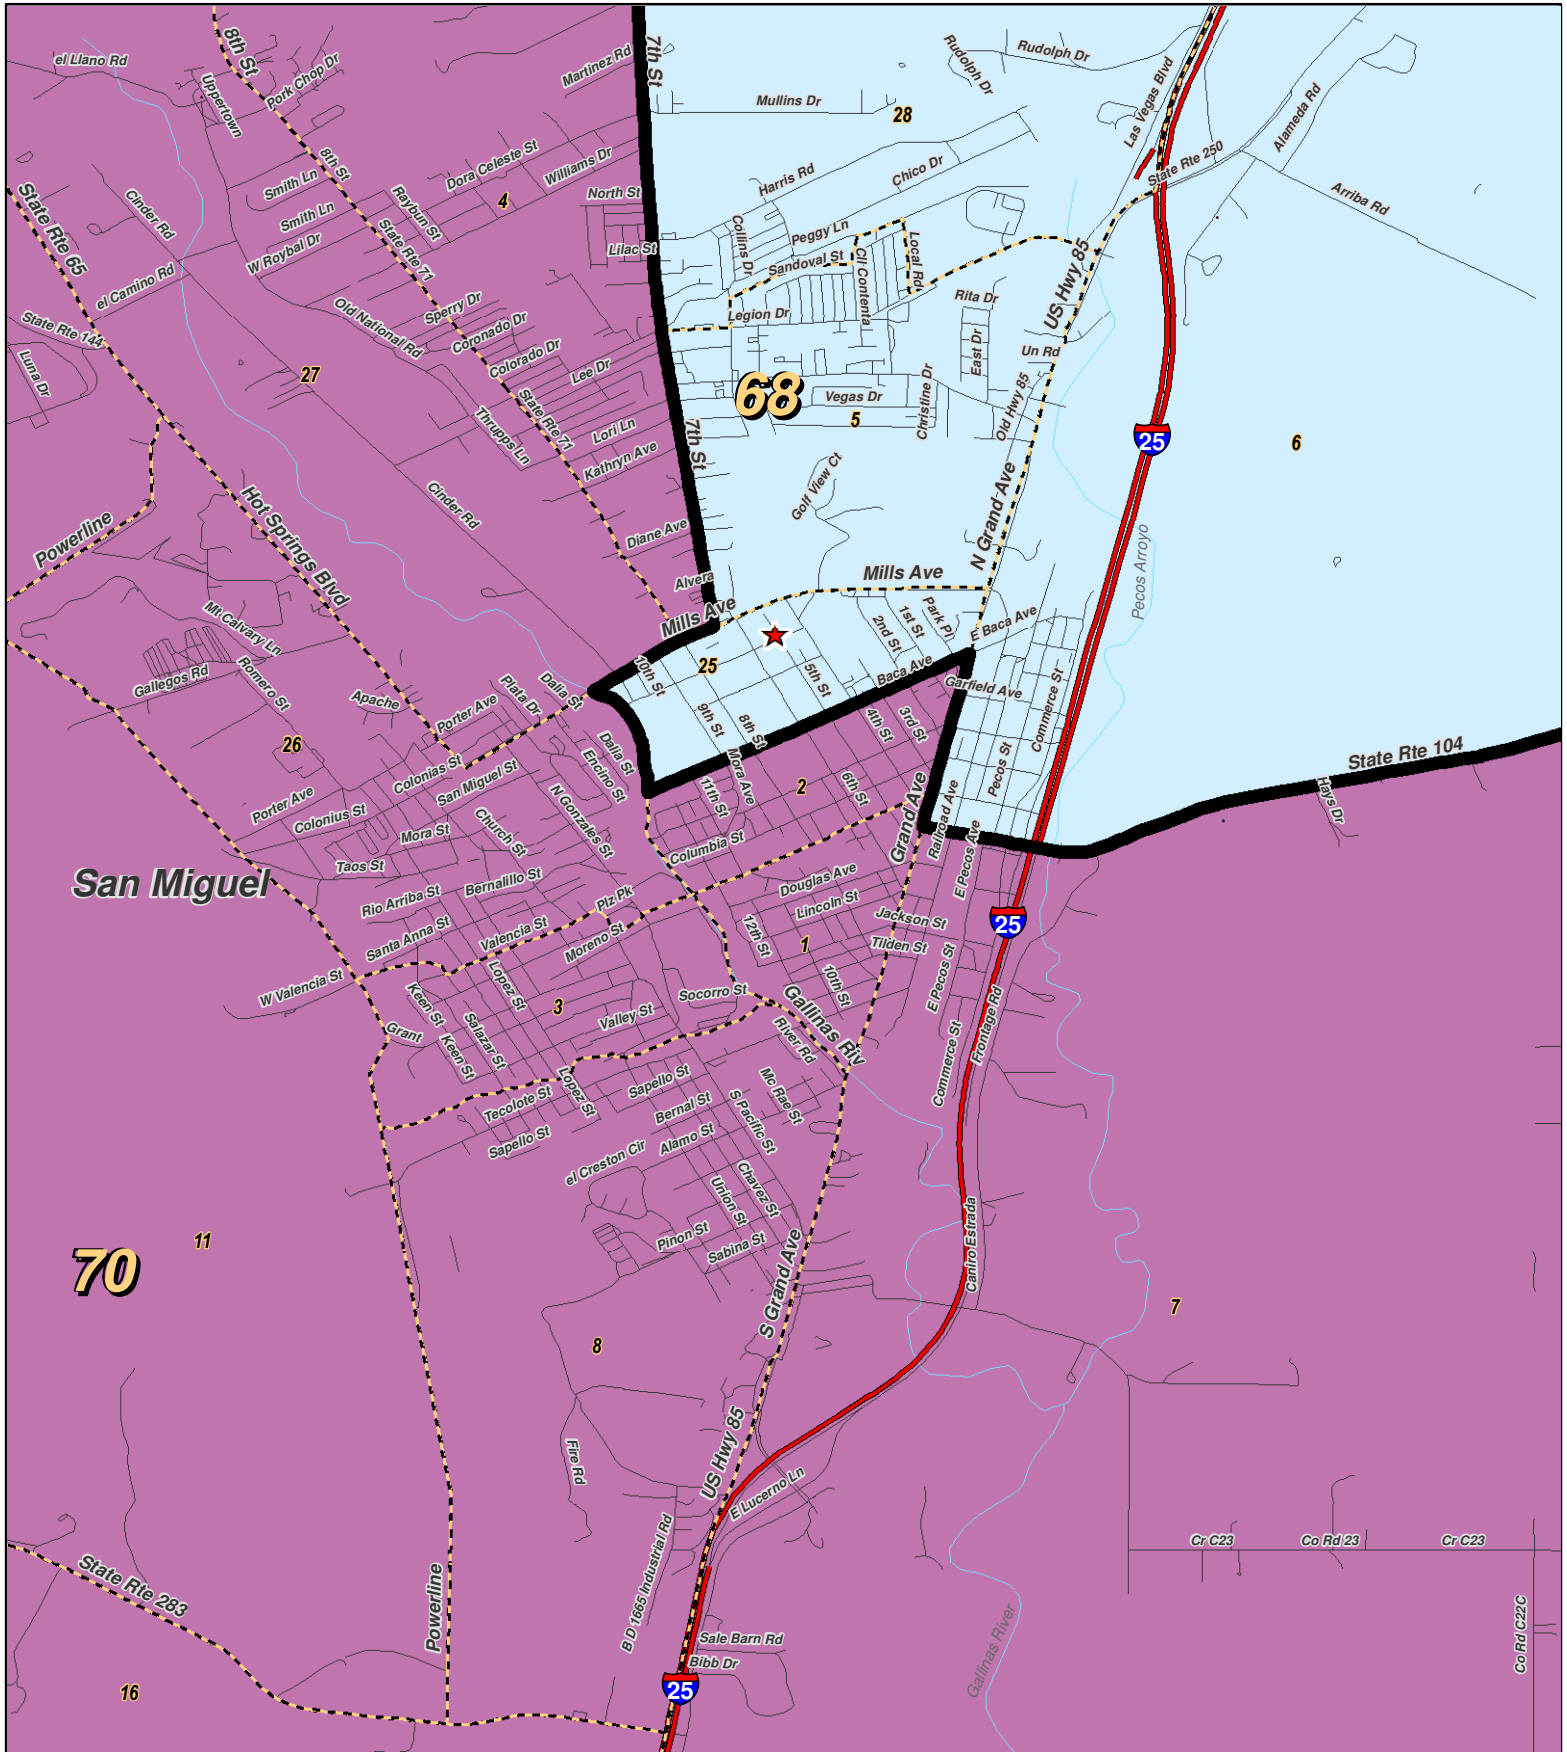 el Llano Rd
8th St
Uppertown
Pork Chop Dr
Martinez Rd
7th St
Rudolph Dr
Rudolph Dr
Las Vegas Blvd
Mullins Dr
28
Alameda Rd
State Rte 250
8th St
Dora Celeste St
Williams Dr
Smith Ln
Smith Ln
Harris Rd
Chico Dr
Arriba Rd
State Rte 65
Cinder Rd
Raybun St
4
North St
State Rte 71
W Roybal Dr
Lilac St
Collins Dr
Peggy Ln
Sandoval St
Cll Contenta
Local Rd
US Hwy 85
el Camino Rd
Old National Rd
Sperry Dr
Coronado Dr
Colorado Dr
Lee Dr
Legion Dr
Rita Dr
East Dr
Un Rd
State Rte 144
Luna Dr
27
68
Vegas Dr
5
Christine Dr
Old Hwy 85
State Rte 71
Thrupps Ln
Lori Ln
Kathryn Ave
7th St
25
6
Golf View Ct
N Grand Ave
Powerline
Hot Springs Blvd
Cinder Rd
Diane Ave
Alvera
Mills Ave
Mills Ave
Pecos Arroyo
Mt Calvary Ln
Gallegos Rd
Romero St
10th St
25
5th St
2nd St
1st St
Park Pl
E Baca Ave
Baca Ave
Garfield Ave
Commerce St
Apache
Porter Ave
Plata Dr
Dalia St
26
9th St
8th St
4th St
3rd St
Dalia St
Encino St
Mora Ave
11th St
2
6th St
Pecos St
State Rte 104
Hays Dr
Colonias St
San Miguel St
Porter Ave
Colonius St
Mora St
Church St
N Gonzales St
Taos St
Columbia St
Grand Ave
Railroad Ave
E Pecos Ave
San Miguel
Rio Arriba St
Bernalillo St
Plz Pk
Douglas Ave
Lincoln St
Jackson St
Tilden St
25
Santa Anna St
Valencia St
Moreno St
12th St
1
10th St
W Valencia St
Lopez St
Keen St
3
Socorro St
Gallinas Riv
E Pecos St
Frontage Rd
Grant
Keen St
Salazar St
Valley St
River Rd
Commerce St
Tecolote St
Lopez St
Sapello St
Mc Rae St
Bernal St
S Pacific St
Sapello St
Alamo St
el Creston Cir
Chavez St
Union St
Pinon St
Sabina St
Caniro Estrada
11
70
S Grand Ave
7
8
US Hwy 85
Fire Rd
E Lucerno Ln
B D 1665 Industrial Rd
Cr C23
Co Rd 23
Cr C23
State Rte 283
Powerline
Sale Barn Rd
Bibb Dr
25
Gallinas River
Co Rd C22C
16